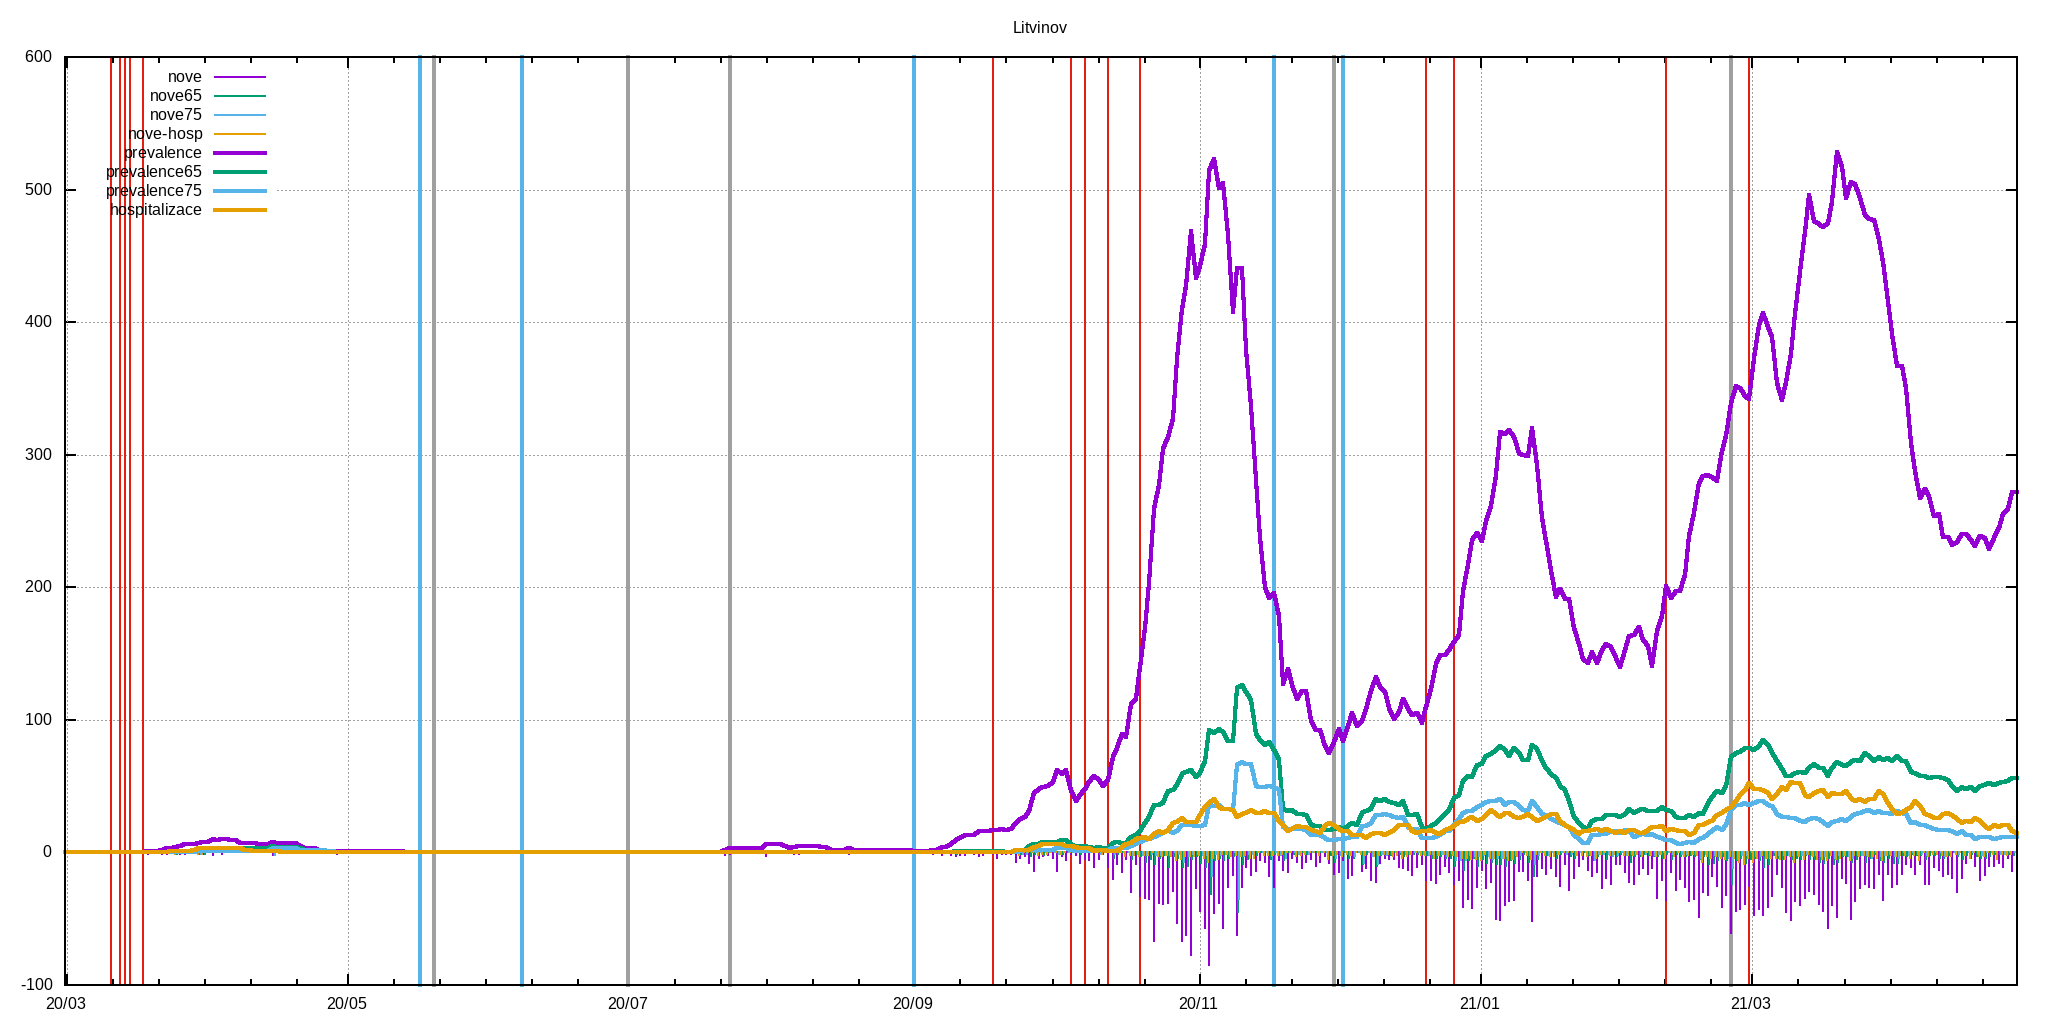 Litvinov
600
500
400
300
200
100
0
-100
nove
nove65
nove75
nove-hosp
prevalence
prevalence65
prevalence75
hospitalizace
20/03 20/05 20/07 20/09 20/11 21/01 21/03